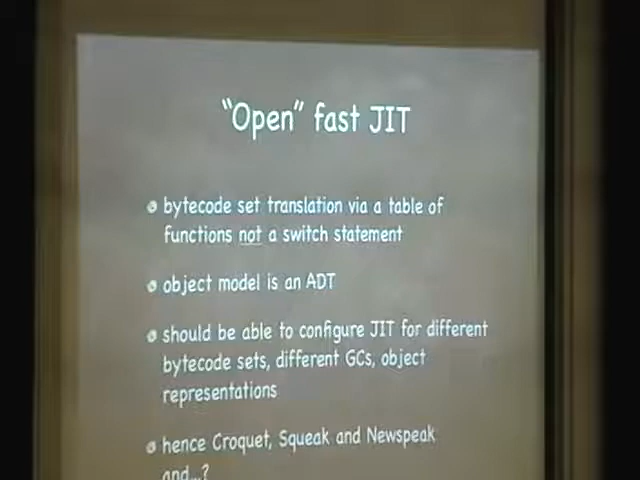 "Open" fast JIT
bytecode set translation via a table of
functions not a switch statement
object model is an ADT
should be able to configure JIT for different
bytecode sets, different GCs, object
representations
hence Croquet, Squeak and Newspeak
and...?